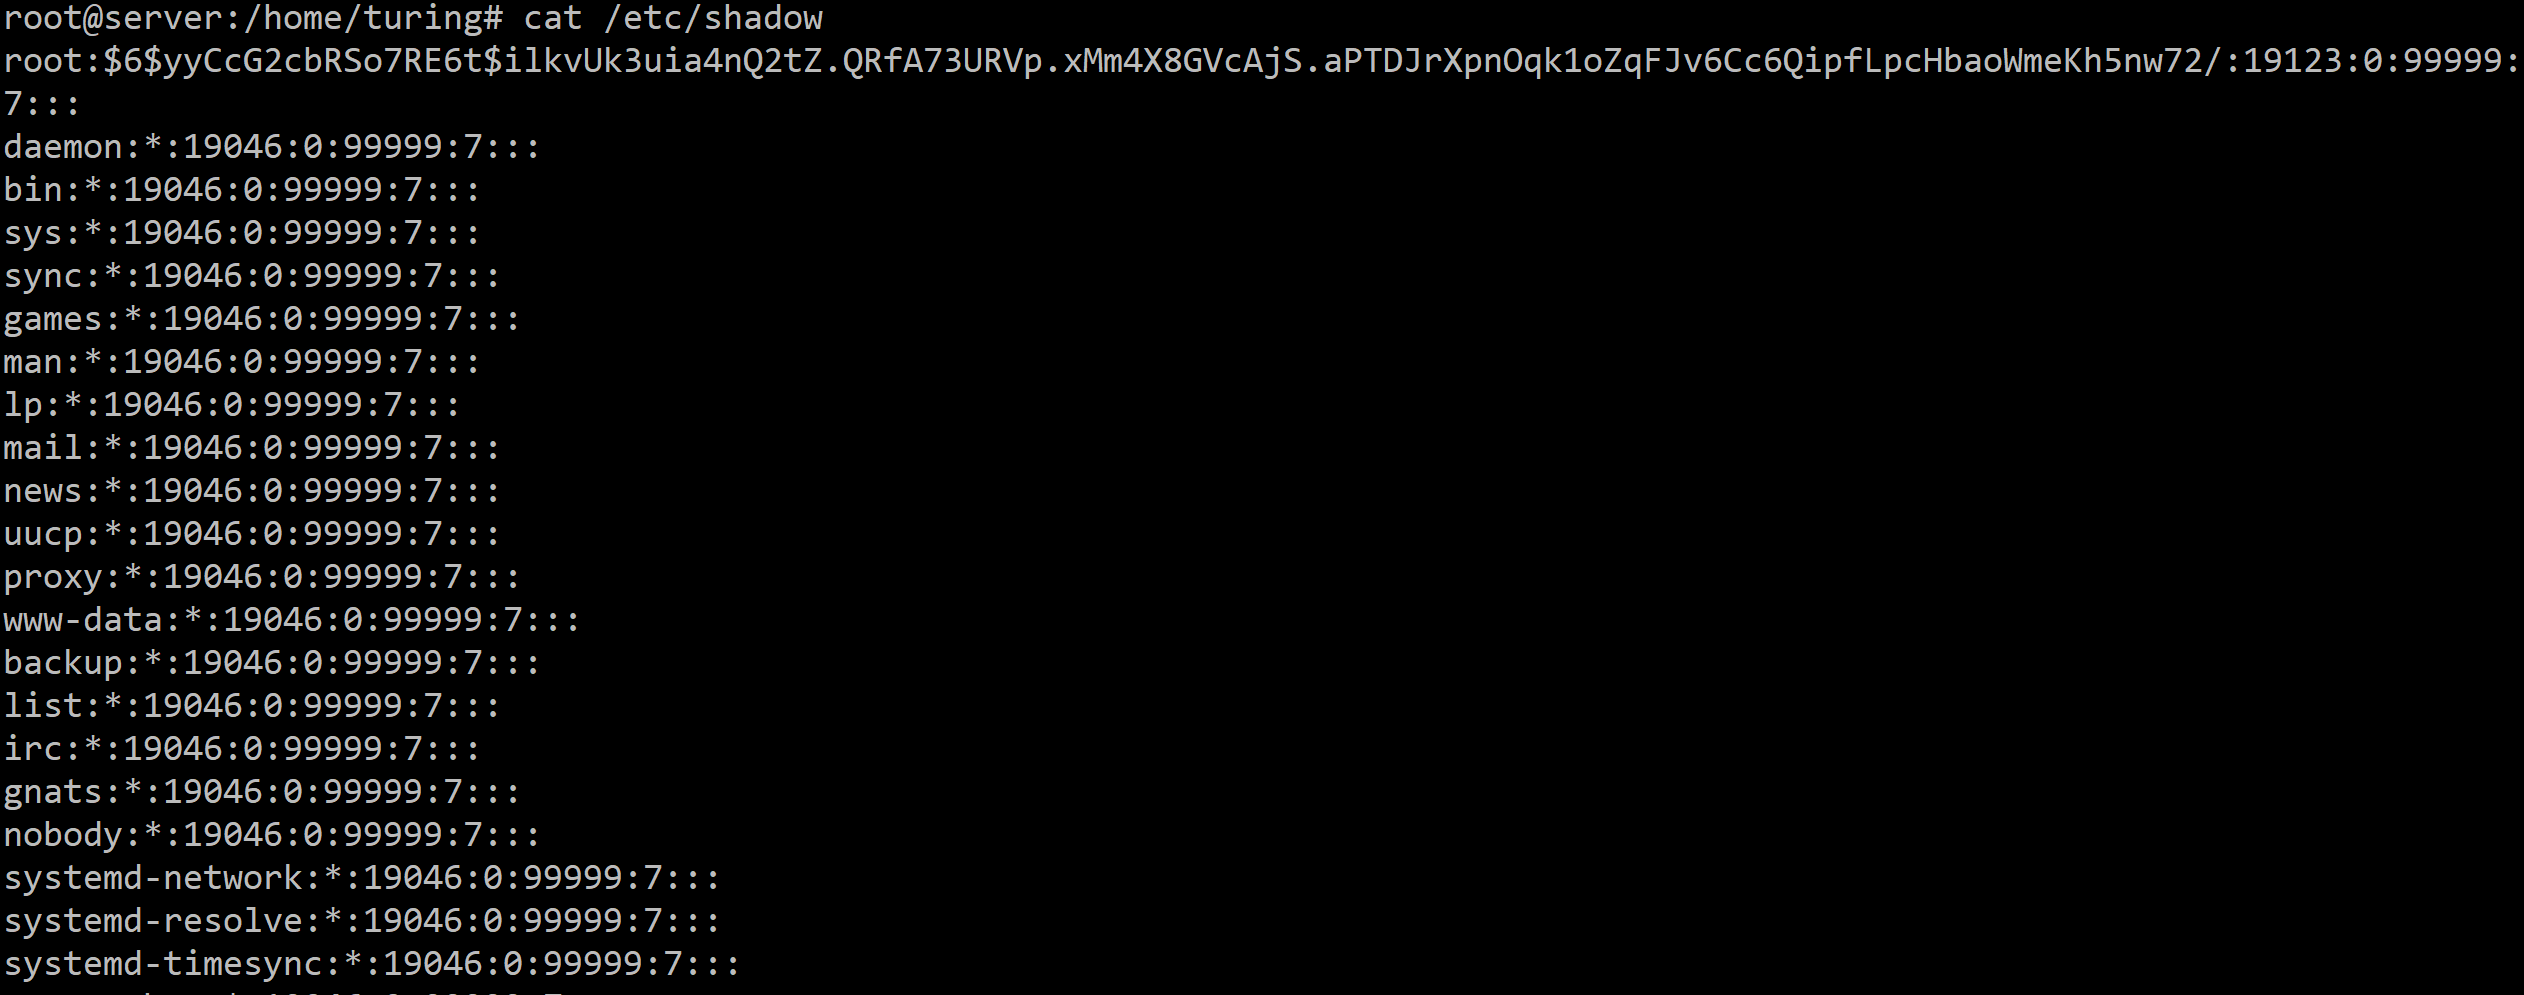 root@server:/home/turing# cat /etc/shadow
root:$6$yyCcG2cbRSo7RE6t$ilkvUk3uia4nQ2tZ.QRfA73URVp.xMm4X8GVcAjS.aPTDJrXpnOqk1oZqFJv6Cc6QipfLpcHbaoWmeKh5nw72/:19123:0:99999:
7:::
daemon:*:19046:0:99999:7:::
bin:*:19046:0:99999:7:::
sys:*:19046:0:99999:7:::
sync:*:19046:0:99999:7:::
games:*:19046:0:99999:7:::
man:*:19046:0:99999:7:::
lp:*:19046:0:99999:7:::
mail:*:19046:0:99999:7:::
news:*:19046:0:99999:7:::
uucp:*:19046:0:99999:7:::
proxy:*:19046:0:99999:7:::
www-data:*:19046:0:99999:7:::
backup:*:19046:0:99999:7:::
list:*:19046:0:99999:7:::
irc:*:19046:0:99999:7:::
gnats:*:19046:0:99999:7:::
nobody:*:19046:0:99999:7:::
systemd-network:*:19046:0:99999:7:::
systemd-resolve:*:19046:0:99999:7:::
systemd-timesync:*:19046:0:99999:7:::